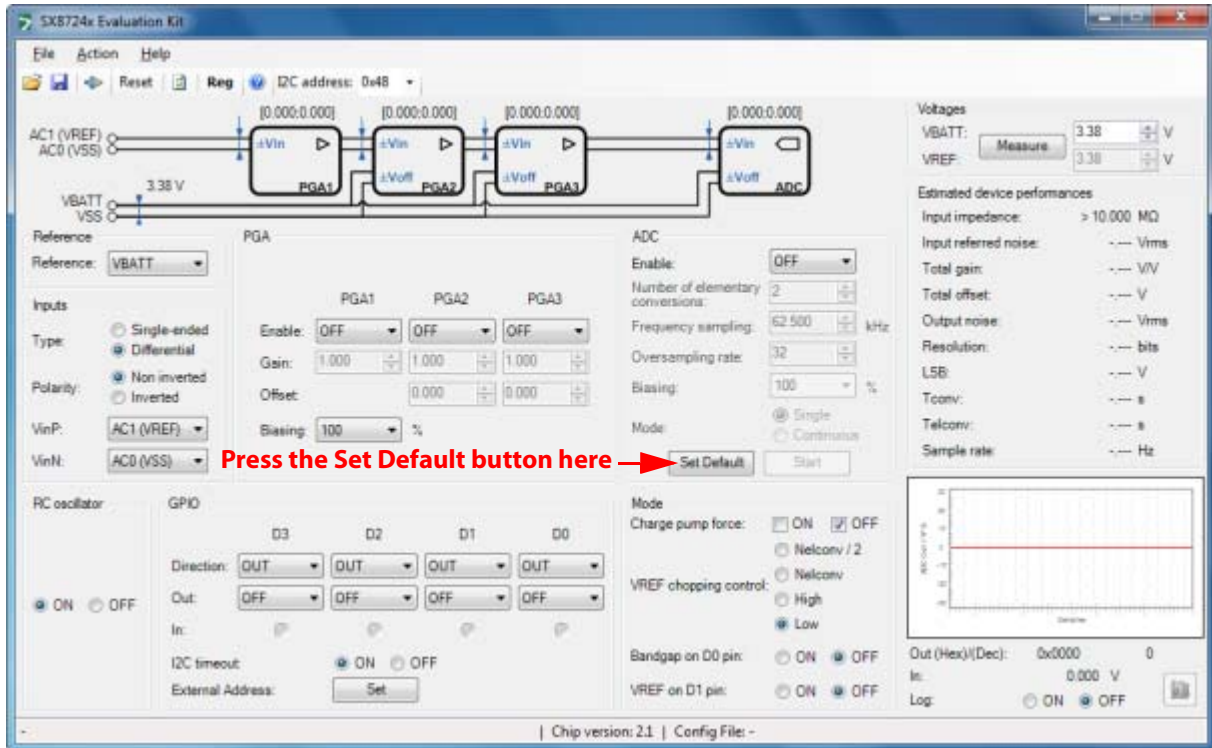 SX8724x Evaluation Kit
File Action Help
Reset Reg I2C address: 0x48
[0.000:0.000] [0.000:0.000] [0.000:0.000] [0.000:0.000]
AC1 (VREF)
AC0 (VSS)
±Vin ±Vin ±Vin ±Vin
±Voff ±Voff ±Voff
PGA1 PGA2 PGA3 ADC
3.38 V
VBATT
VSS
Voltages
VBATT: Measure 3.38 V
VREF: 3.38 V
Reference
Reference: VBATT
Inputs
Type: Single-ended
Differential
Polarity: Non inverted
Inverted
VinP: AC1 (VREF)
VinN: AC0 (VSS)
PGA
PGA1 PGA2 PGA3
Enable: OFF OFF OFF
Gain: 1.000 1.000 1.000
Offset: 0.000 0.000
Biasing: 100 %
Press the Set Default button here
ADC
Enable: OFF
Number of elementary conversions: 2
Frequency sampling: 62.500 kHz
Oversampling rate: 32
Biasing: 100 %
Mode: Single
Continuous
Set Default Start
Estimated device performances
Input impedance: > 10.000 MΩ
Input referred noise: -.--- Vrms
Total gain: -.--- V/V
Total offset: -.--- V
Output noise: -.--- Vrms
Resolution: -.--- bits
LSB: -.--- V
Tconv: -.--- s
Telconv: -.--- s
Sample rate: -.--- Hz
RC oscillator
ON OFF
GPIO
D3 D2 D1 D0
Direction: OUT OUT OUT OUT
Out: OFF OFF OFF OFF
In:
I2C timeout: ON OFF
External Address: Set
Mode
Charge pump force: ON OFF
VREF chopping control: Nelconv / 2
Nelconv
High
Low
Bandgap on D0 pin: ON OFF
VREF on D1 pin: ON OFF
Out (Hex)/(Dec): 0x0000 0
In: 0.000 V
Log: ON OFF
- | Chip version: 2.1 | Config File: -